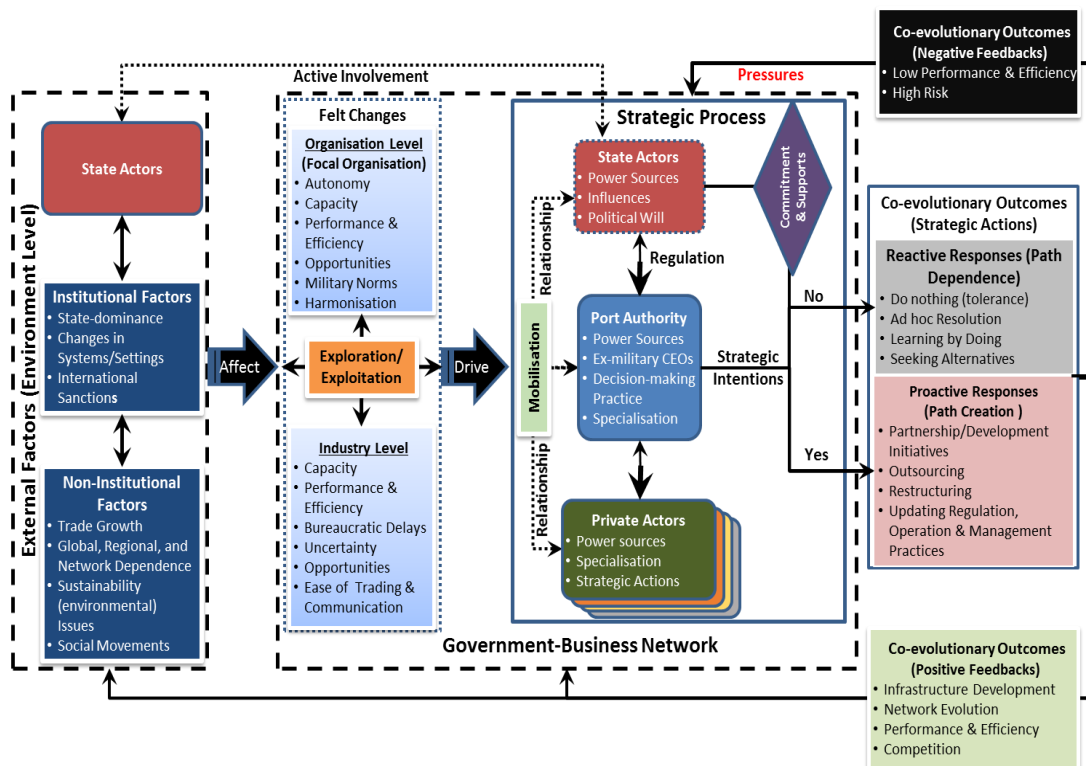 Co-evolutionary Outcomes
(Negative Feedbacks)
• Low Performance & Efficiency
• High Risk
Active Involvement
Pressures
External Factors (Environment Level)
State Actors
Institutional Factors
• State-dominance
• Changes in
Systems/Settings
• International
Sanctions
Non-Institutional
Factors
• Trade Growth
• Global, Regional, and
Network Dependence
• Sustainability
(environmental)
Issues
• Social Movements
Affect
Felt Changes
Organisation Level
(Focal Organisation)
• Autonomy
• Capacity
• Performance &
Efficiency
• Opportunities
• Military Norms
• Harmonisation
Exploration/
Exploitation
Industry Level
• Capacity
• Performance &
Efficiency
• Bureaucratic Delays
• Uncertainty
• Opportunities
• Ease of Trading &
Communication
Drive
Strategic Process
Mobilisation
Relationship
Relationship
State Actors
• Power Sources
• Influences
• Political Will
Regulation
Port Authority
• Power Sources
• Ex-military CEOs
• Decision-making
Practice
• Specialisation
Private Actors
• Power sources
• Specialisation
• Strategic Actions
Commitment
& Supports
Strategic
Intentions
No
Yes
Government-Business Network
Co-evolutionary Outcomes
(Strategic Actions)
Reactive Responses (Path
Dependence)
• Do nothing (tolerance)
• Ad hoc Resolution
• Learning by Doing
• Seeking Alternatives
Proactive Responses
(Path Creation )
• Partnership/Development
Initiatives
• Outsourcing
• Restructuring
• Updating Regulation,
Operation & Management
Practices
Co-evolutionary Outcomes
(Positive Feedbacks)
• Infrastructure Development
• Network Evolution
• Performance & Efficiency
• Competition